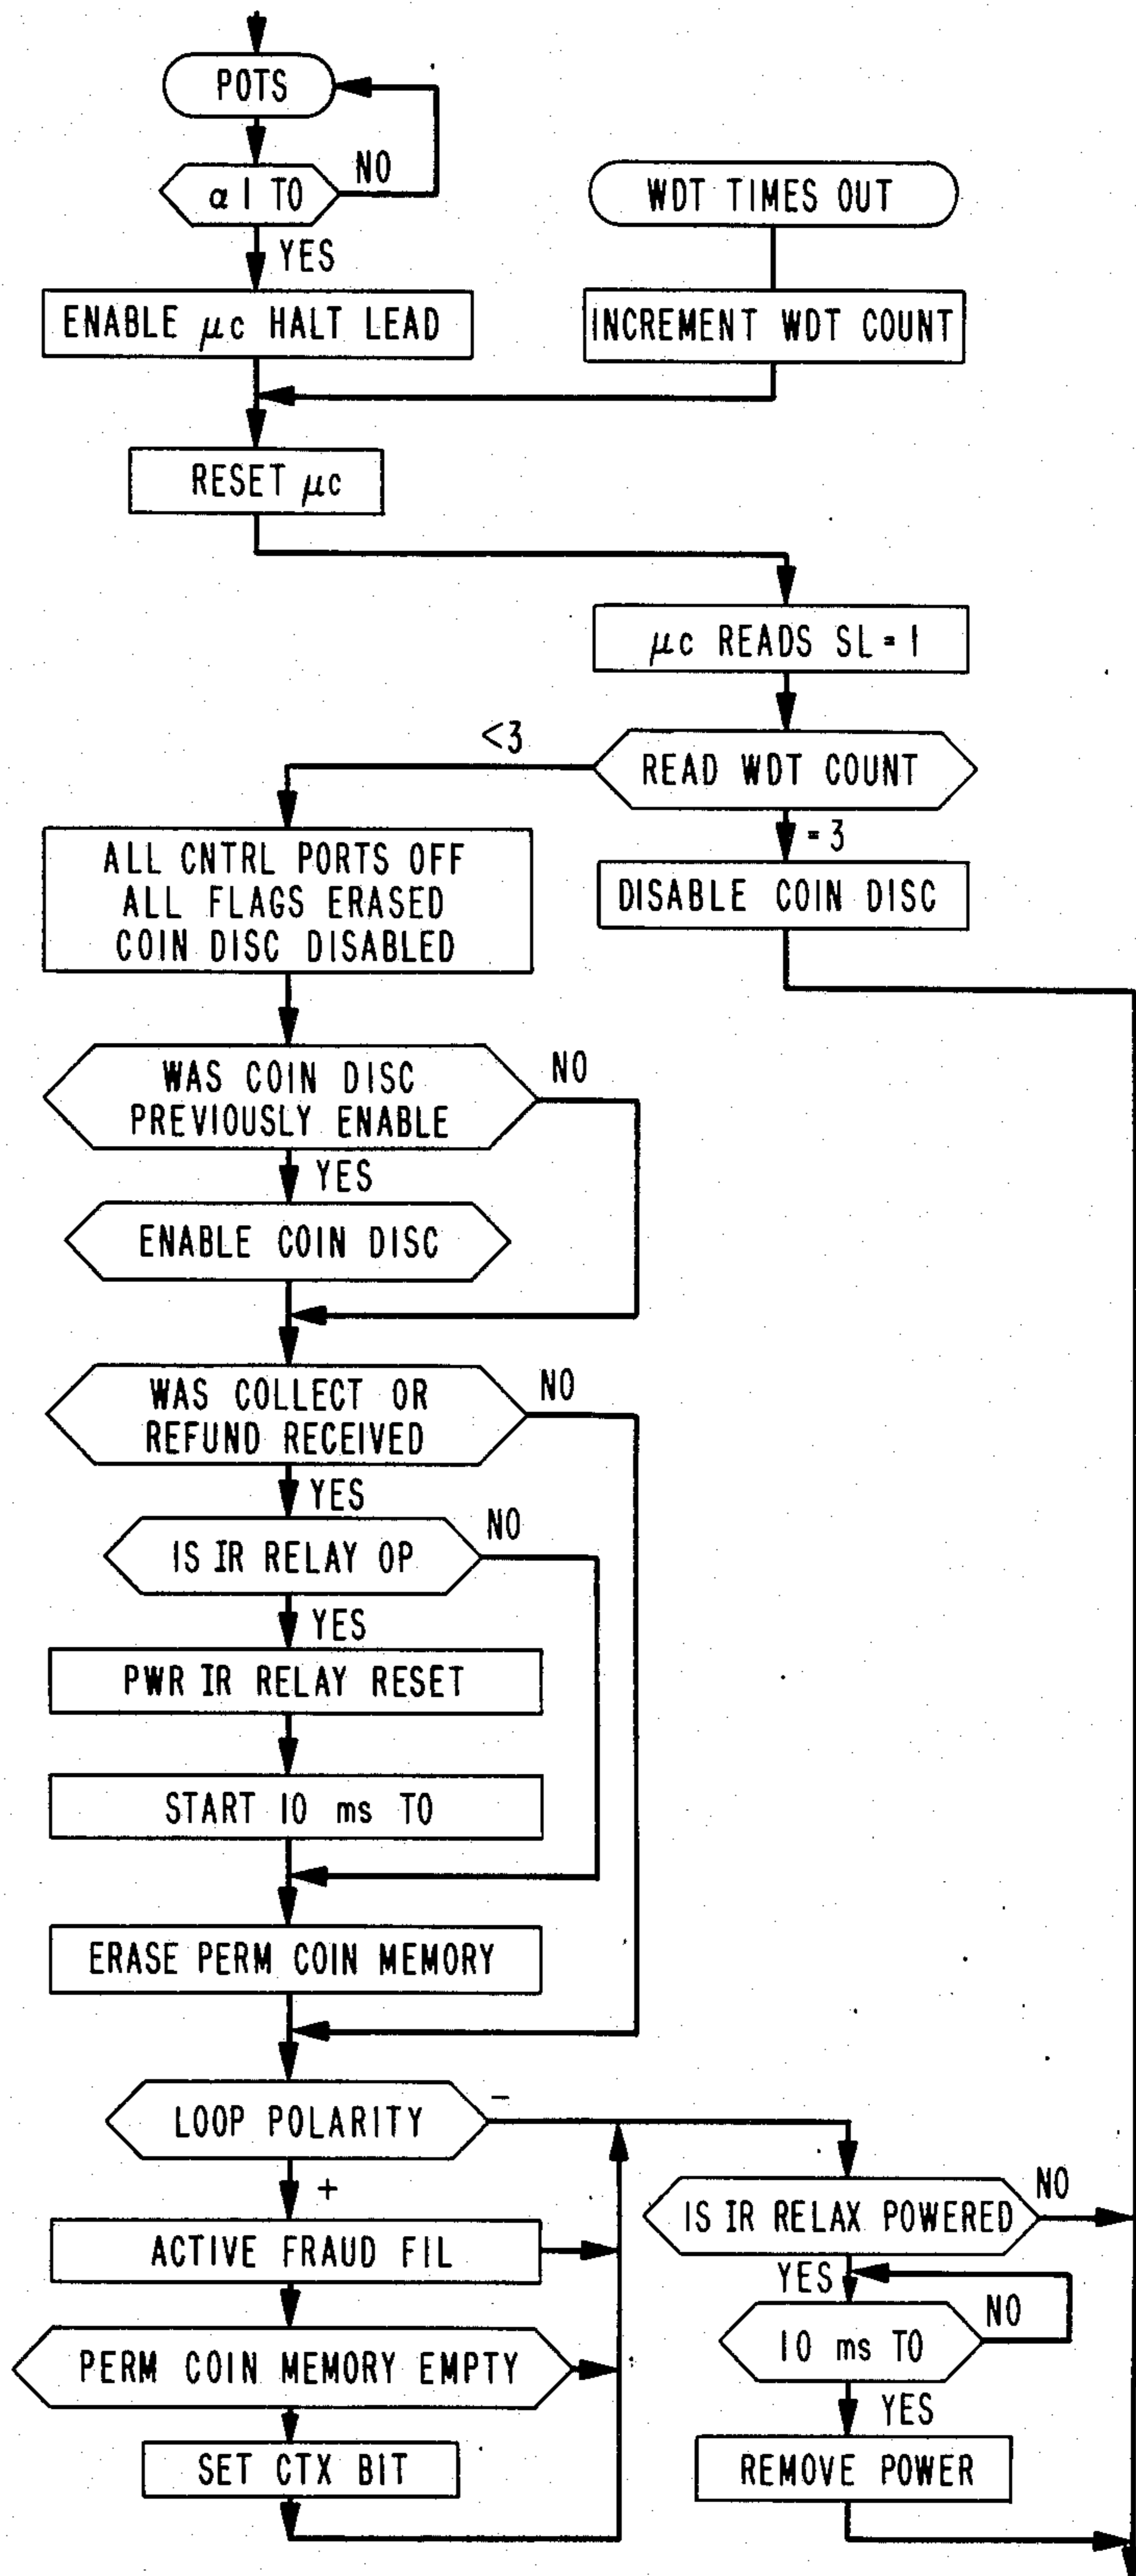 POTS
α 1 TO
NO
YES
ENABLE μc HALT LEAD
WDT TIMES OUT
INCREMENT WDT COUNT
RESET μc
μc READS SL = 1
READ WDT COUNT
<3
= 3
DISABLE COIN DISC
ALL CNTRL PORTS OFF
ALL FLAGS ERASED
COIN DISC DISABLED
WAS COIN DISC
PREVIOUSLY ENABLE
NO
YES
ENABLE COIN DISC
WAS COLLECT OR
REFUND RECEIVED
NO
YES
IS IR RELAY OP
NO
YES
PWR IR RELAY RESET
START 10 ms TO
ERASE PERM COIN MEMORY
LOOP POLARITY
-
+
ACTIVE FRAUD FIL
PERM COIN MEMORY EMPTY
SET CTX BIT
IS IR RELAX POWERED
NO
YES
10 ms TO
NO
YES
REMOVE POWER